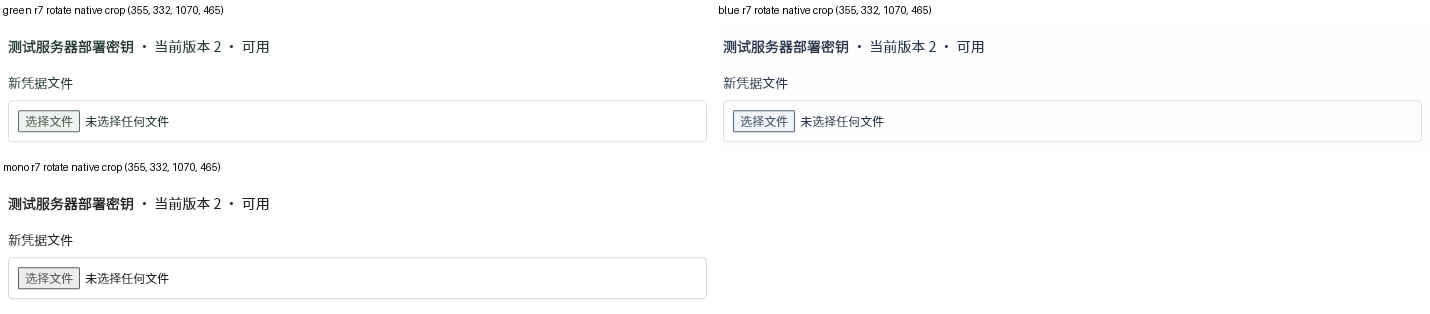 green r7 rotate native crop (355, 332, 1070, 465)
测试服务器部署密钥 · 当前版本 2 · 可用
新凭据文件
选择文件 未选择任何文件
blue r7 rotate native crop (355, 332, 1070, 465)
测试服务器部署密钥 · 当前版本 2 · 可用
新凭据文件
选择文件 未选择任何文件
mono r7 rotate native crop (355, 332, 1070, 465)
测试服务器部署密钥 · 当前版本 2 · 可用
新凭据文件
选择文件 未选择任何文件